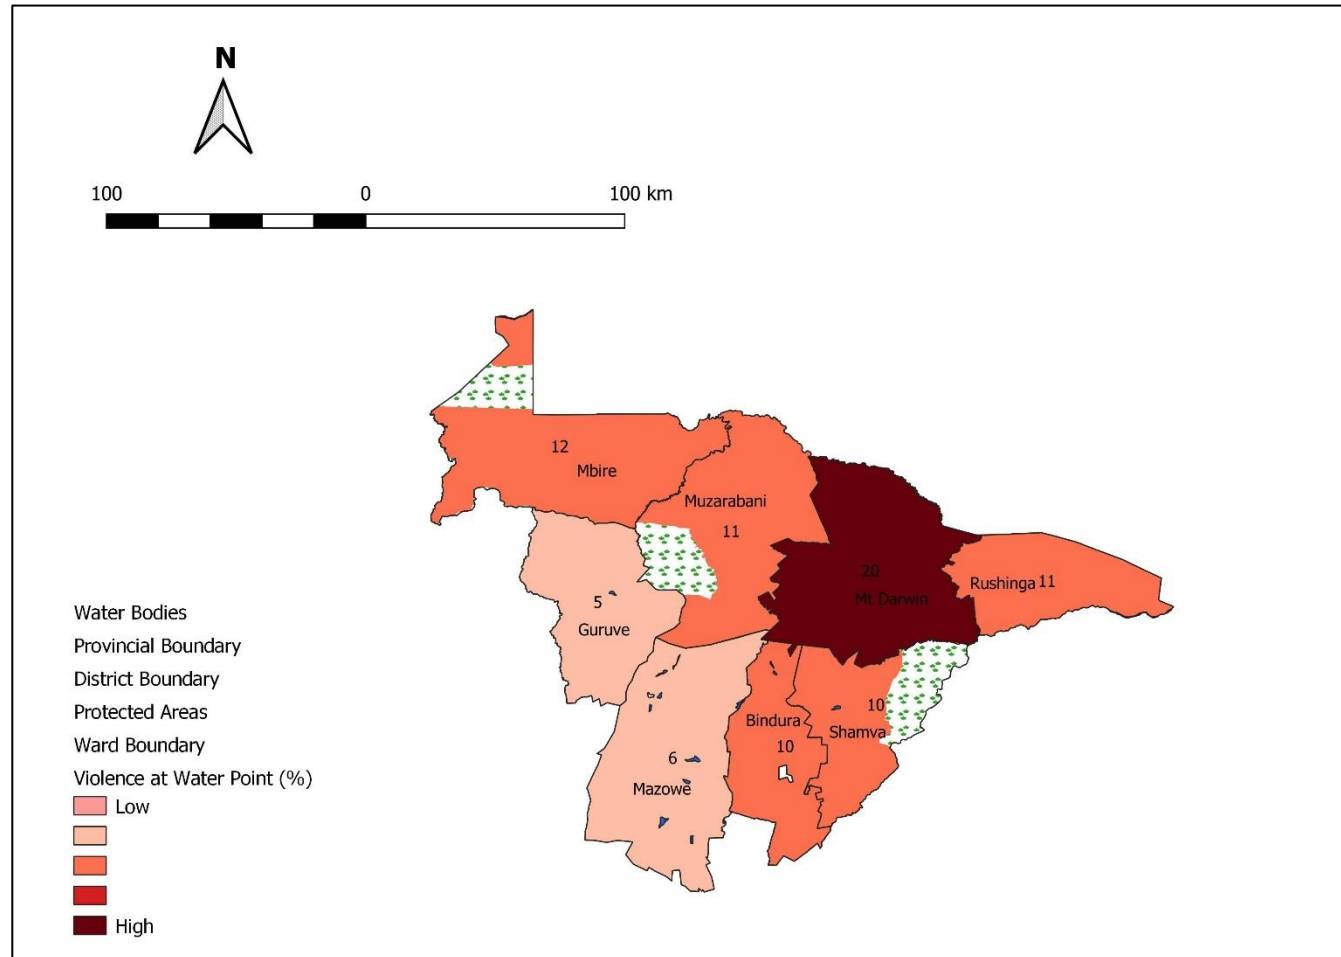 N
100 0 100 km
12
Mbire
Muzarabani
11
20
Mt Darwin
Rushinga 11
5
Guruve
10
Shamva
Bindura
10
6
Mazowe
Water Bodies
Provincial Boundary
District Boundary
Protected Areas
Ward Boundary
Violence at Water Point (%)
Low
High